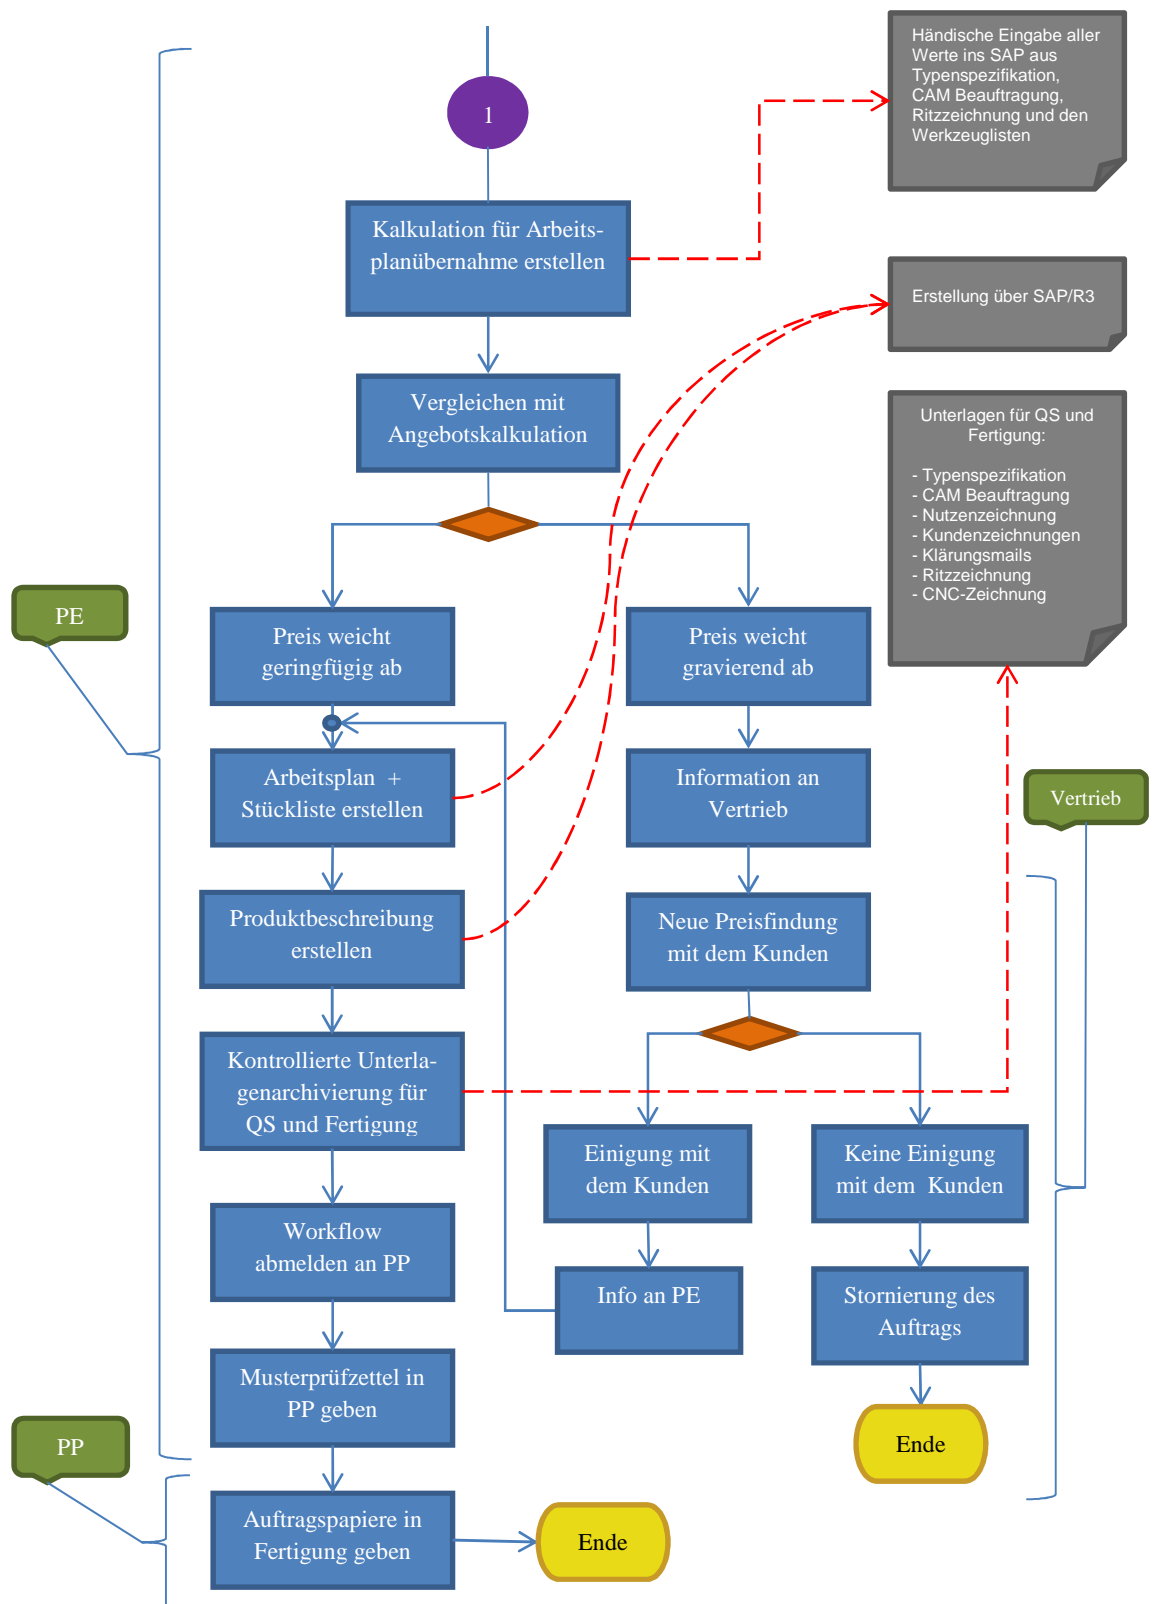 Händische Eingabe aller
Werte ins SAP aus
Typenspezifikation,
CAM Beauftragung,
Ritzzeichnung und den
Werkzeuglisten
1
Kalkulation für Arbeits-
planübernahme erstellen
Erstellung über SAP/R3
Vergleichen mit
Angebotskalkulation
Unterlagen für QS und
Fertigung:
- Typenspezifikation
- CAM Beauftragung
- Nutzenzeichnung
- Kundenzeichnungen
- Klärungsmails
- Ritzzeichnung
- CNC-Zeichnung
PE
Preis weicht
geringfügig ab
Preis weicht
gravierend ab
Arbeitsplan  +
Stückliste erstellen
Information an
Vertrieb
Vertrieb
Produktbeschreibung
erstellen
Neue Preisfindung
mit dem Kunden
Kontrollierte Unterla-
genarchivierung für
QS und Fertigung
Einigung mit
dem Kunden
Keine Einigung
mit dem  Kunden
Workflow
abmelden an PP
Info an PE
Stornierung des
Auftrags
Musterprüfzettel in
PP geben
Ende
PP
Auftragspapiere in
Fertigung geben
Ende